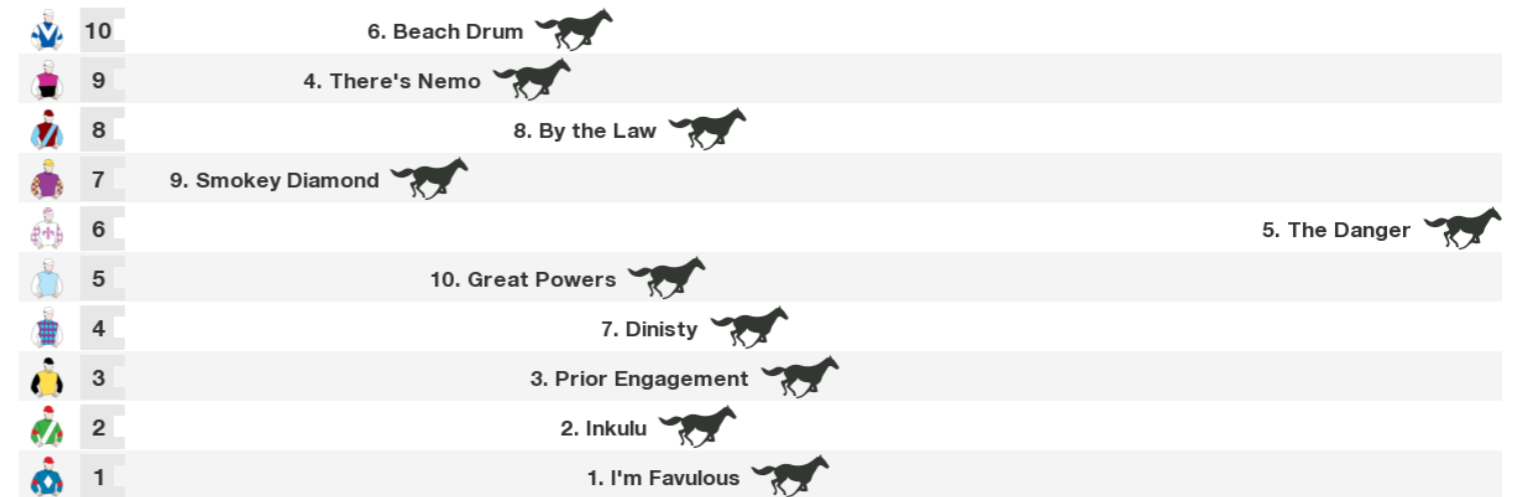 10 6. Beach Drum
9 4. There's Nemo
8 8. By the Law
7 9. Smokey Diamond
6 5. The Danger
5 10. Great Powers
4 7. Dinisty
3 3. Prior Engagement
2 2. Inkulu
1 1. I'm Favulous